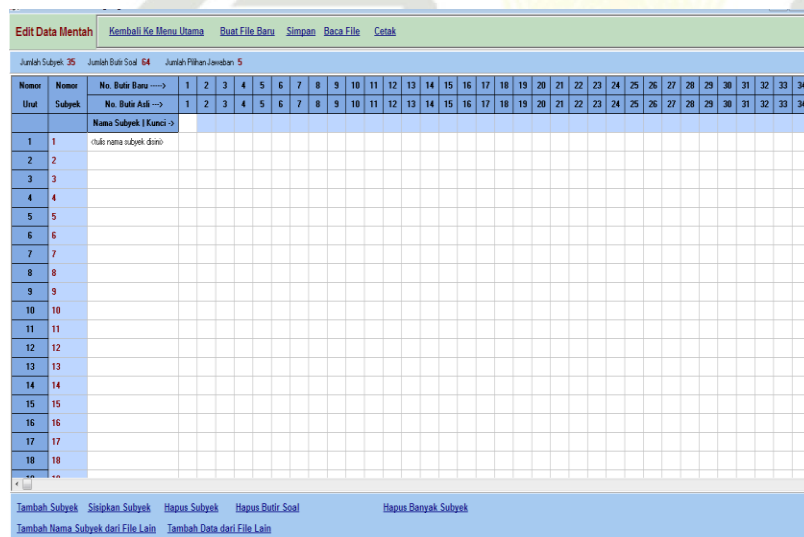 Edit Data Mentah Kembali Ke Menu Utama Buat File Baru Simpan Baca File Cetak
Jumlah Subyek 35 Jumlah Butir Soal 64 Jumlah Pilihan Jawaban 5
Nomor Nomor No. Butir Baru ----> 1 2 3 4 5 6 7 8 9 10 11 12 13 14 15 16 17 18 19 20 21 22 23 24 25 26 27 28 29 30 31 32 33 34
Urut Subyek No. Butir Asli ---> 1 2 3 4 5 6 7 8 9 10 11 12 13 14 15 16 17 18 19 20 21 22 23 24 25 26 27 28 29 30 31 32 33 34
Nama Subyek | Kunci ->
1 1 <tulis nama subyek disini>
2 2
3 3
4 4
5 5
6 6
7 7
8 8
9 9
10 10
11 11
12 12
13 13
14 14
15 15
16 16
17 17
18 18
19 19
Tambah Subyek Sisipkan Subyek Hapus Subyek Hapus Butir Soal Hapus Banyak Subyek
Tambah Nama Subyek dari File Lain Tambah Data dari File Lain